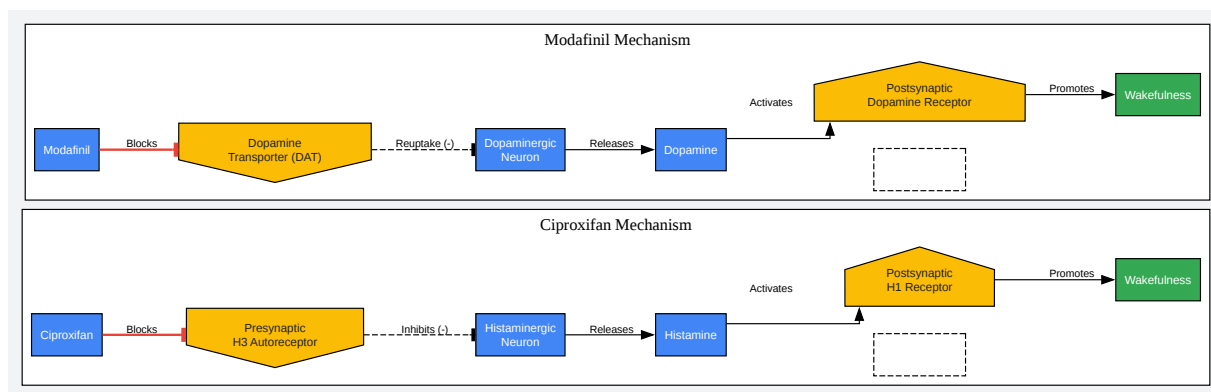 Modafinil Mechanism
Modafinil
Blocks
Dopamine
Transporter (DAT)
Reuptake (-)
Dopaminergic
Neuron
Releases
Dopamine
Activates
Postsynaptic
Dopamine Receptor
Promotes
Wakefulness
Ciproxifan Mechanism
Ciproxifan
Blocks
Presynaptic
H3 Autoreceptor
Inhibits (-)
Histaminergic
Neuron
Releases
Histamine
Activates
Postsynaptic
H1 Receptor
Promotes
Wakefulness